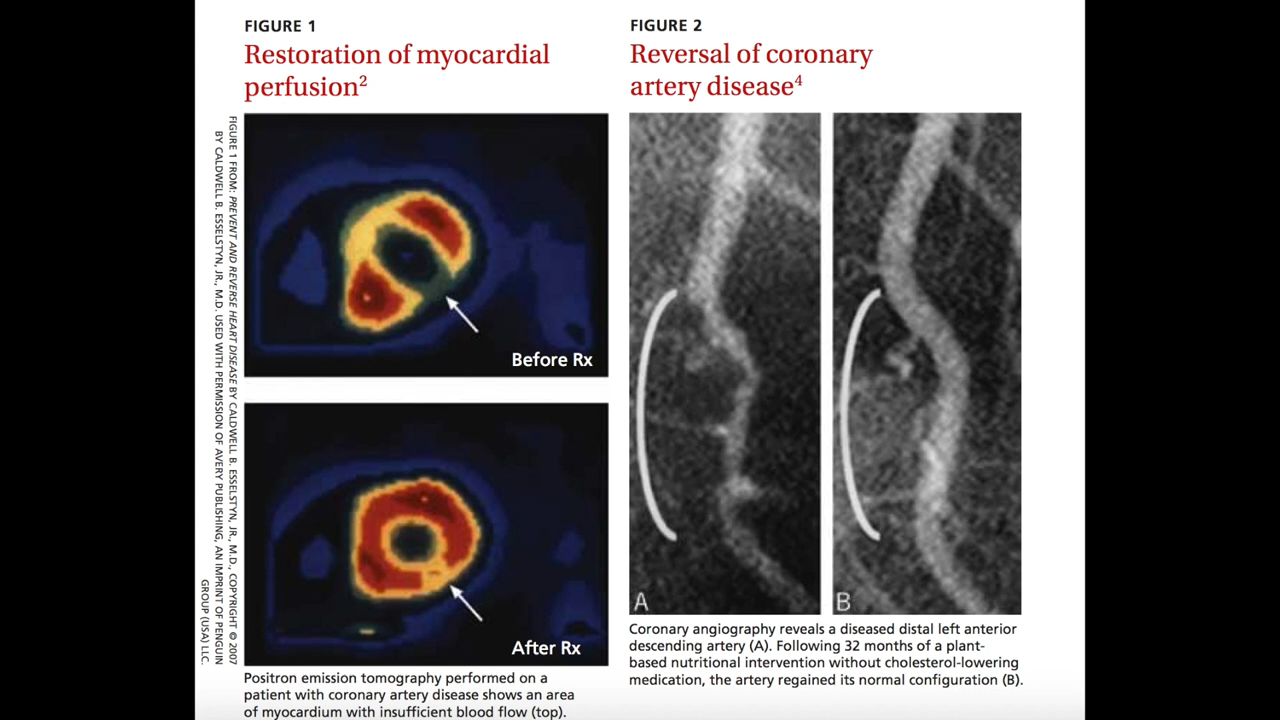 FIGURE 1
Restoration of myocardial
perfusion2
FIGURE 1 FROM: PREVENT AND REVERSE HEART DISEASE BY CALDWELL B. ESSELSTYN, JR., M.D., COPYRIGHT © 2007
BY CALDWELL B. ESSELSTYN, JR., M.D. USED WITH PERMISSION OF AVERY PUBLISHING, AN IMPRINT OF PENGUIN
GROUP (USA) LLC.
Before Rx
After Rx
Positron emission tomography performed on a
patient with coronary artery disease shows an area
of myocardium with insufficient blood flow (top).
FIGURE 2
Reversal of coronary
artery disease4
A
B
Coronary angiography reveals a diseased distal left anterior
descending artery (A). Following 32 months of a plant-
based nutritional intervention without cholesterol-lowering
medication, the artery regained its normal configuration (B).